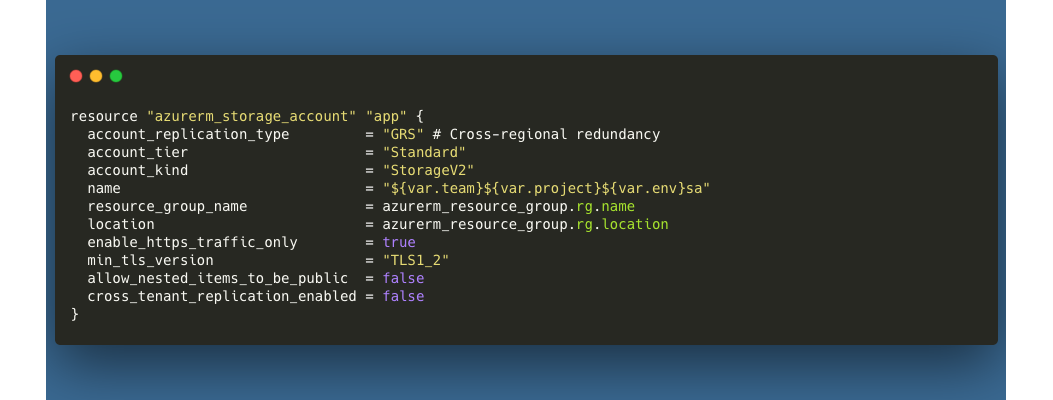 resource "azurerm_storage_account" "app" {
  account_replication_type         = "GRS" # Cross-regional redundancy
  account_tier                     = "Standard"
  account_kind                     = "StorageV2"
  name                             = "${var.team}${var.project}${var.env}sa"
  resource_group_name              = azurerm_resource_group.rg.name
  location                         = azurerm_resource_group.rg.location
  enable_https_traffic_only        = true
  min_tls_version                  = "TLS1_2"
  allow_nested_items_to_be_public  = false
  cross_tenant_replication_enabled = false
}